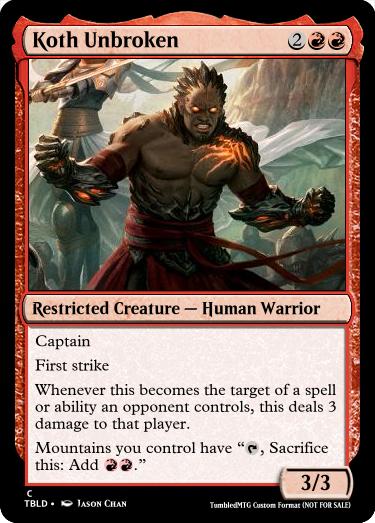 Koth Unbroken 2
Restricted Creature — Human Warrior
Captain
First strike
Whenever this becomes the target of a spell
or ability an opponent controls, this deals 3
damage to that player.
Mountains you control have “, Sacrifice
this: Add .”
3/3
C
TBLD • Jason Chan
TumbledMTG Custom Format (NOT FOR SALE)